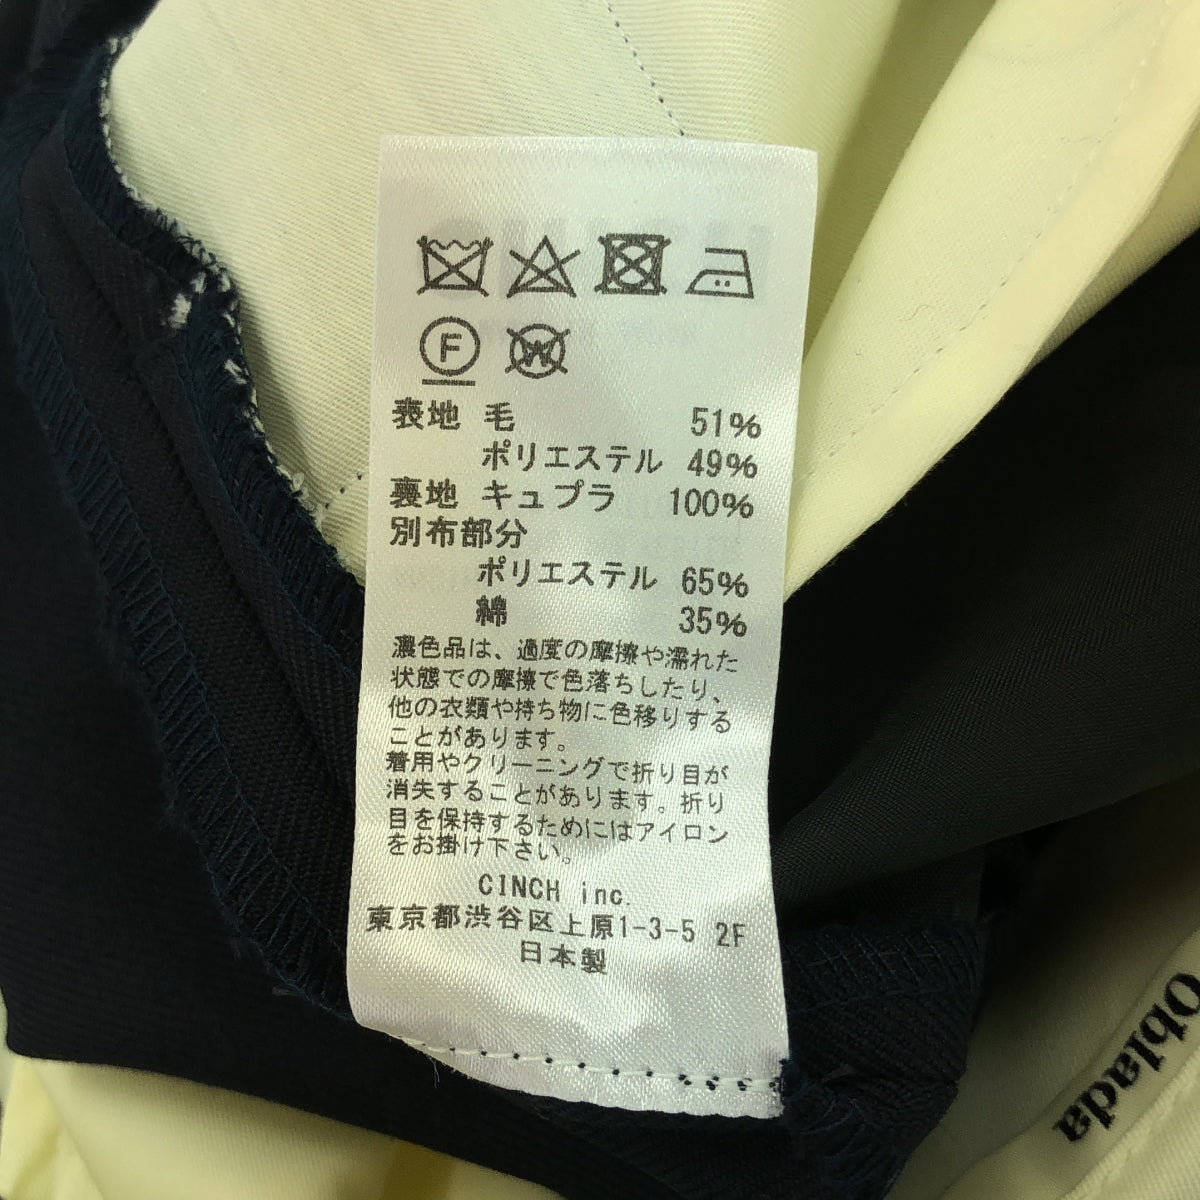 F W
表地 毛 51%
ポリエステル 49%
裏地 キュプラ 100%
別布部分
ポリエステル 65%
綿 35%
濃色品は、過度の摩擦や濡れた
状態での摩擦で色落ちしたり、
他の衣類や持ち物に色移りする
ことがあります。
着用やクリーニングで折り目が
消失することがあります。折り
目を保持するためにはアイロン
をお掛け下さい。
CINCH inc.
東京都渋谷区上原1-3-5 2F
日本製
Oblada